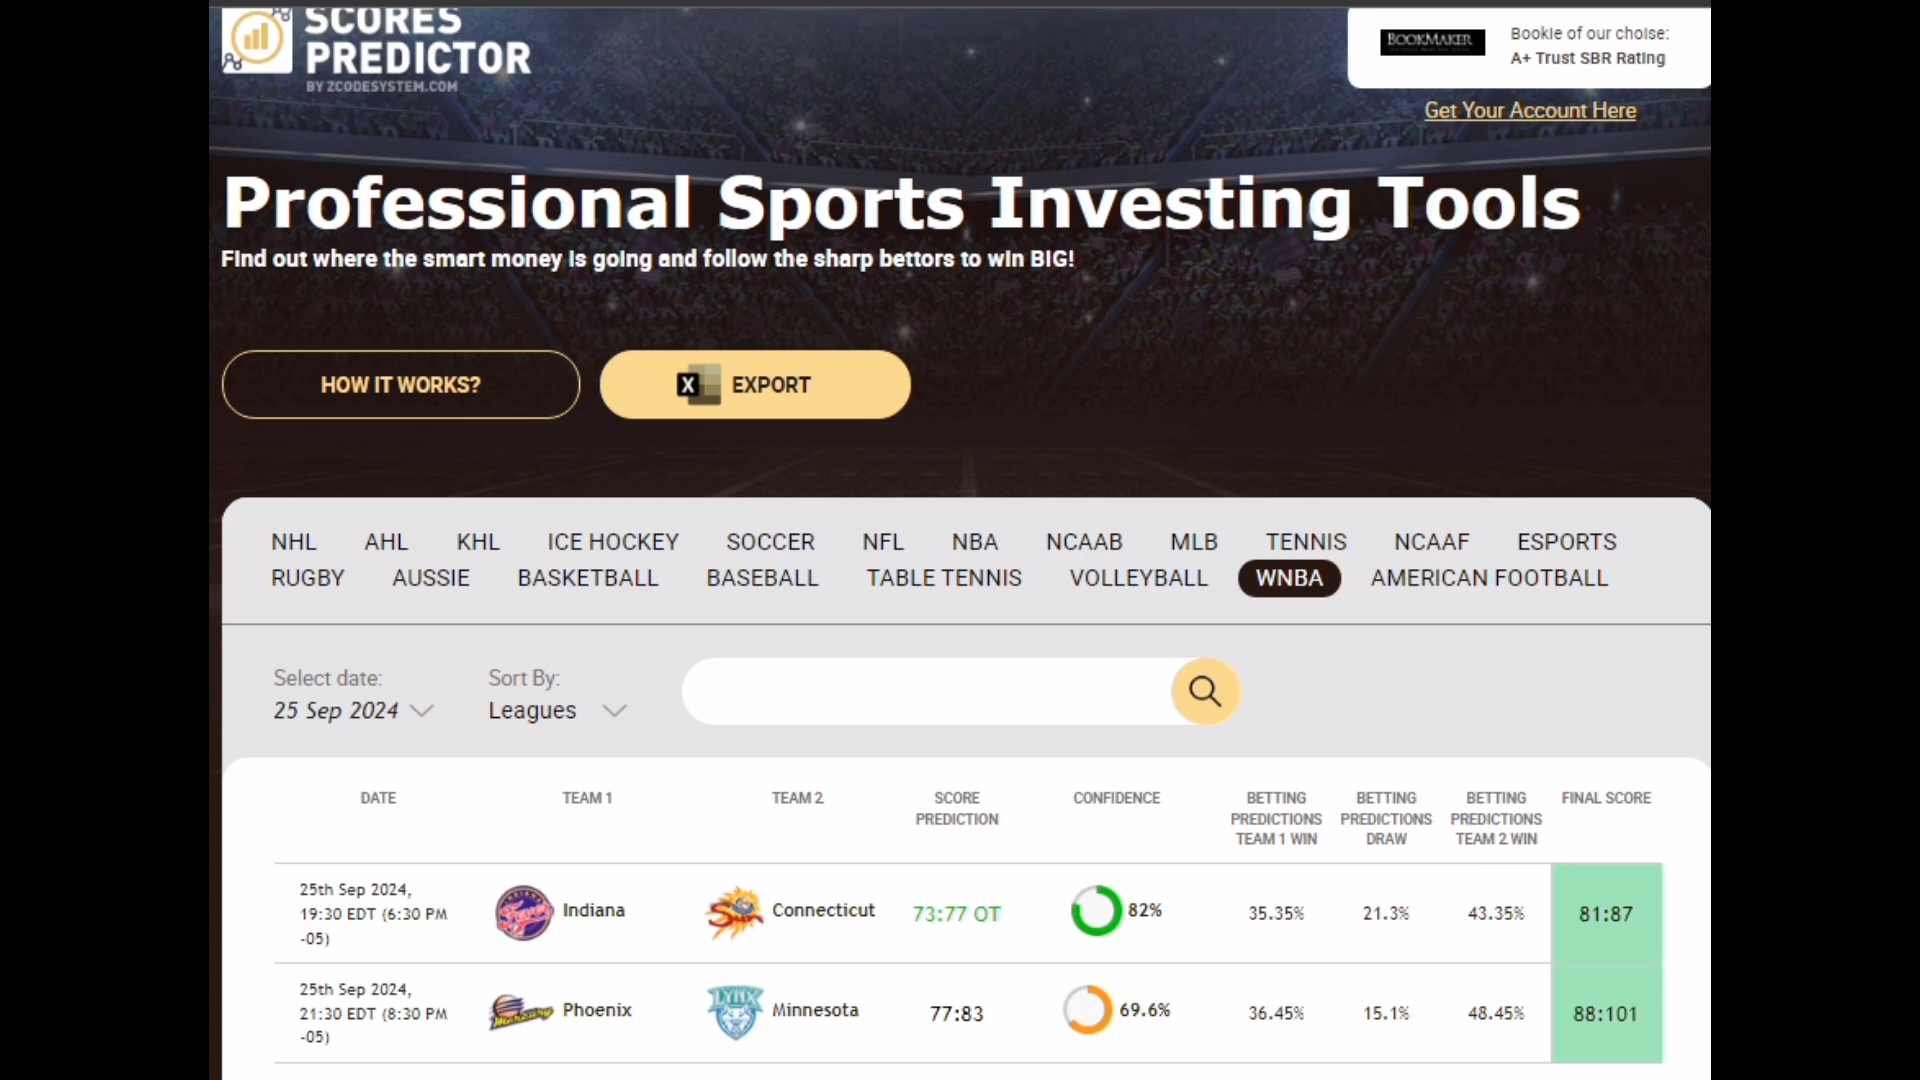 SCORES
PREDICTOR
BY ZCODESYSTEM.COM
BOOKMAKER
Bookie of our choise:
A+ Trust SBR Rating
Get Your Account Here
Professional Sports Investing Tools
Find out where the smart money is going and follow the sharp bettors to win BIG!
HOW IT WORKS?
X EXPORT
NHL AHL KHL ICE HOCKEY SOCCER NFL NBA NCAAB MLB TENNIS NCAAF ESPORTS
RUGBY AUSSIE BASKETBALL BASEBALL TABLE TENNIS VOLLEYBALL WNBA AMERICAN FOOTBALL
Select date:
25 Sep 2024
Sort By:
Leagues
DATE TEAM 1 TEAM 2 SCORE PREDICTION CONFIDENCE BETTING PREDICTIONS TEAM 1 WIN BETTING PREDICTIONS DRAW BETTING PREDICTIONS TEAM 2 WIN FINAL SCORE
25th Sep 2024,
19:30 EDT (6:30 PM
-05)
Indiana Connecticut 73:77 OT 82% 35.35% 21.3% 43.35% 81:87
25th Sep 2024,
21:30 EDT (8:30 PM
-05)
Phoenix LYNX Minnesota 77:83 69.6% 36.45% 15.1% 48.45% 88:101